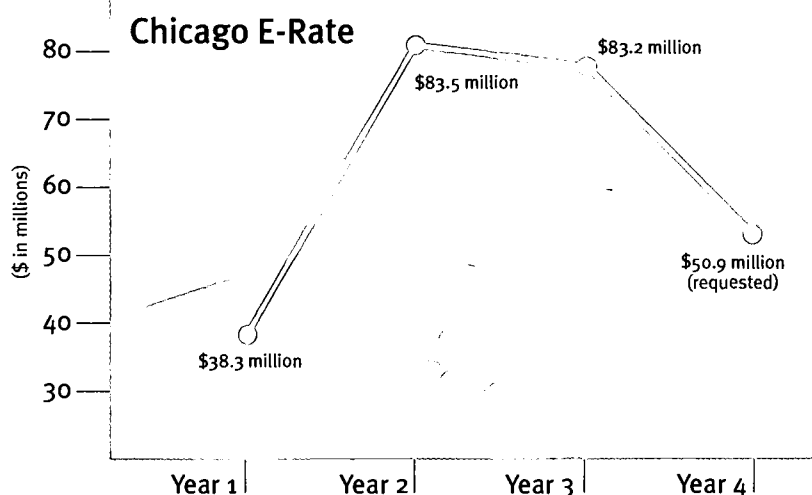 Chicago E-Rate
80
70
60
50
40
30
($ in millions)
$38.3 million
$83.5 million
$83.2 million
$50.9 million
(requested)
Year 1
Year 2
Year 3
Year 4